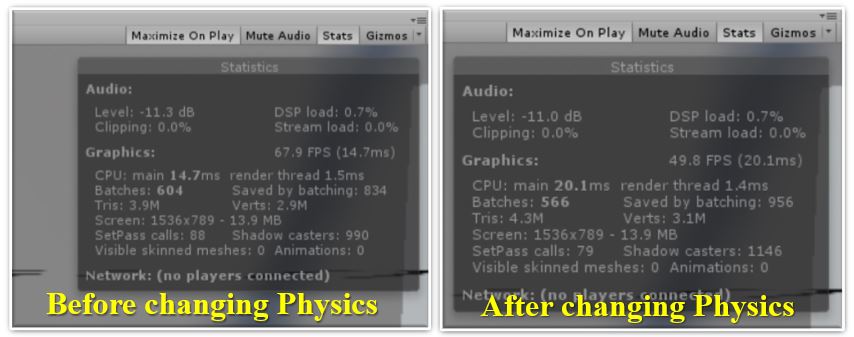 Maximize On Play Mute Audio Stats Gizmos
Statistics
Audio:
Level: -11.3 dB DSP load: 0.7%
Clipping: 0.0% Stream load: 0.0%
Graphics: 67.9 FPS (14.7ms)
CPU: main 14.7ms render thread 1.5ms
Batches: 604 Saved by batching: 834
Tris: 3.9M Verts: 2.9M
Screen: 1536x789 - 13.9 MB
SetPass calls: 88 Shadow casters: 990
Visible skinned meshes: 0 Animations: 0
Network: (no players connected)
Before changing Physics
Maximize On Play Mute Audio Stats Gizmos
Statistics
Audio:
Level: -11.0 dB DSP load: 0.7%
Clipping: 0.0% Stream load: 0.0%
Graphics: 49.8 FPS (20.1ms)
CPU: main 20.1ms render thread 1.4ms
Batches: 566 Saved by batching: 956
Tris: 4.3M Verts: 3.1M
Screen: 1536x789 - 13.9 MB
SetPass calls: 79 Shadow casters: 1146
Visible skinned meshes: 0 Animations: 0
Network: (no players connected)
After changing Physics